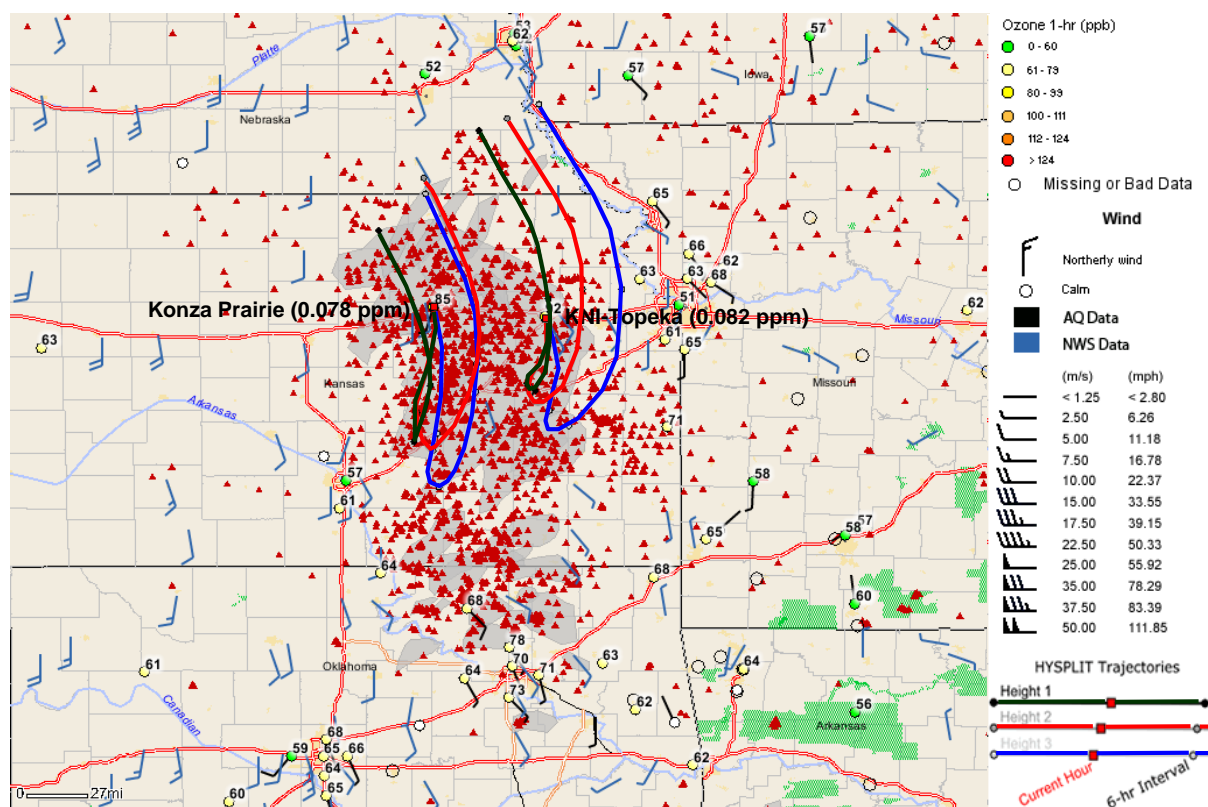 53
62
57
Platte
52
57
Iowa
Nebraska
65
66
63
63
62
68
Konza Prairie (0.078 ppm)
85
KNI-Topeka (0.082 ppm)
51
62
Missouri
63
61
65
Kansas
Missouri
Arkansas
71
57
58
61
65
58
57
64
68
60
68
78
61
Oklahoma
70
63
64
64
71
73
62
56
Canadian
Arkansas
68
59
65
66
64
62
65
60
0
27mi
Ozone 1-hr (ppb)
0 - 60
61 - 79
80 - 99
100 - 111
112 - 124
> 124
Missing or Bad Data
Wind
Northerly wind
Calm
AQ Data
NWS Data
(m/s) (mph)
< 1.25 < 2.80
2.50 6.26
5.00 11.18
7.50 16.78
10.00 22.37
15.00 33.55
17.50 39.15
22.50 50.33
25.00 55.92
35.00 78.29
37.50 83.39
50.00 111.85
HYSPLIT Trajectories
Height 1
Height 2
Height 3
Current Hour
6-hr Interval